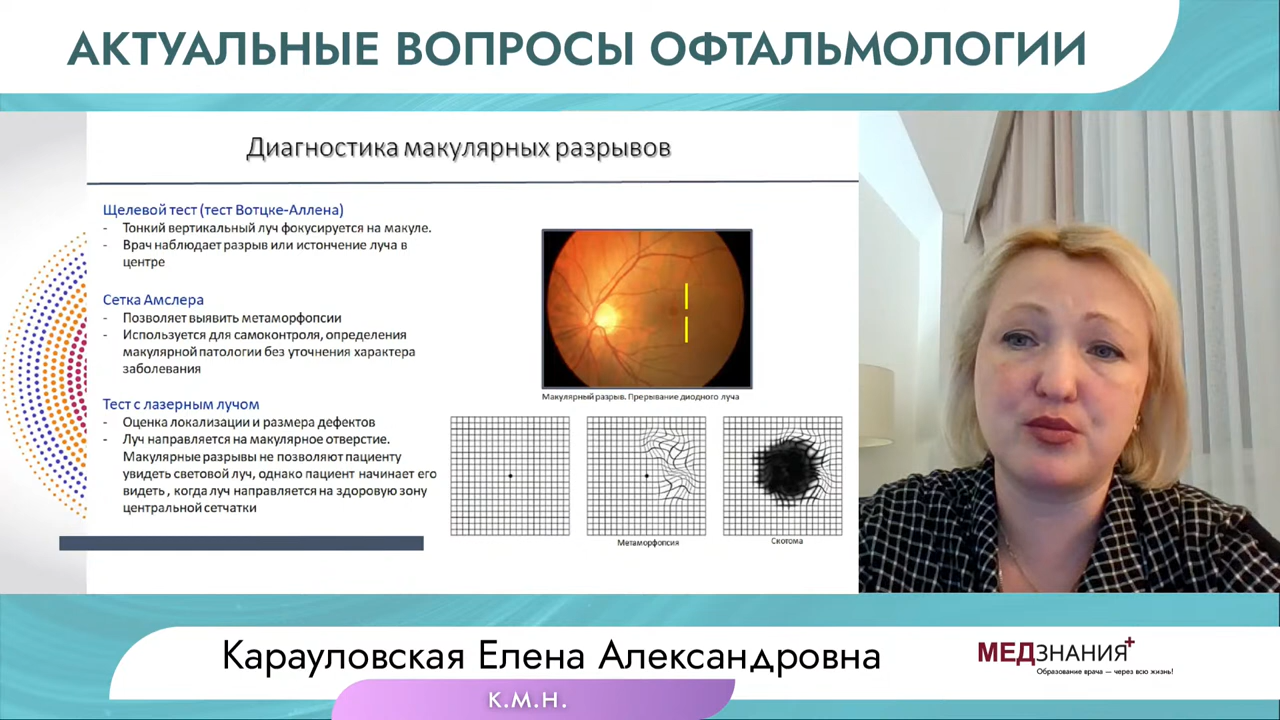 АКТУАЛЬНЫЕ ВОПРОСЫ ОФТАЛЬМОЛОГИИ
Диагностика макулярных разрывов
Щелевой тест (тест Вотцке-Аллена)
- Тонкий вертикальный луч фокусируется на макуле.
- Врач наблюдает разрыв или истончение луча в
центре
Сетка Амслера
- Позволяет выявить метаморфопсии
- Используется для самоконтроля, определения
макулярной патологии без уточнения характера
заболевания
Тест с лазерным лучом
- Оценка локализации и размера дефектов
- Луч направляется на макулярное отверстие.
Макулярные разрывы не позволяют пациенту
увидеть световой луч, однако пациент начинает его
видеть , когда луч направляется на здоровую зону
центральной сетчатки
Макулярный разрыв. Прерывание диодного луча
Метаморфопсия
Скотома
Карауловская Елена Александровна
К.М.Н.
МЕДЗНАНИЯ+
Образование врача — через всю жизнь!